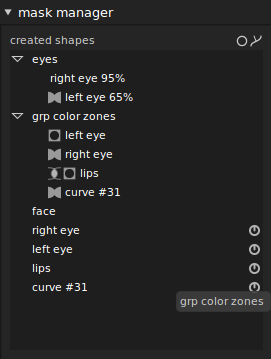 mask manager
created shapes
eyes
right eye 95%
left eye 65%
grp color zones
left eye
right eye
lips
curve #31
face
right eye
left eye
lips
curve #31
grp color zones